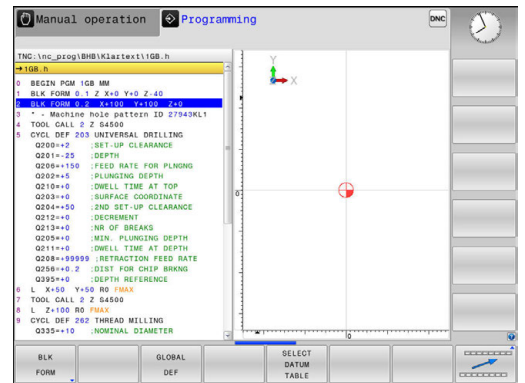 Manual operation
Programming
DNC
TNC:\nc_prog\BHB\Klartext\1GB.h
→1GB.h
0 BEGIN PGM 1GB MM
1 BLK FORM 0.1 Z X+0 Y+0 Z-40
2 BLK FORM 0.2 X+100 Y+100 Z+0
3 * - Machine hole pattern ID 27943KL1
4 TOOL CALL 2 Z S4500
5 CYCL DEF 203 UNIVERSAL DRILLING
Q200=+2 ;SET-UP CLEARANCE
Q201=-25 ;DEPTH
Q206=+150 ;FEED RATE FOR PLNGNG
Q202=+5 ;PLUNGING DEPTH
Q210=+0 ;DWELL TIME AT TOP
Q203=+0 ;SURFACE COORDINATE
Q204=+50 ;2ND SET-UP CLEARANCE
Q212=+0 ;DECREMENT
Q213=+0 ;NR OF BREAKS
Q205=+0 ;MIN. PLUNGING DEPTH
Q211=+0 ;DWELL TIME AT DEPTH
Q208=+99999 ;RETRACTION FEED RATE
Q256=+0.2 ;DIST FOR CHIP BRKNG
Q395=+0 ;DEPTH REFERENCE
6 L X+50 Y+50 R0 FMAX
7 TOOL CALL 2 Z S4500
8 L Z+100 R0 FMAX
9 CYCL DEF 262 THREAD MILLING
Q335=+10 ;NOMINAL DIAMETER
Y
X
0
0
BLK
FORM
GLOBAL
DEF
SELECT
DATUM
TABLE